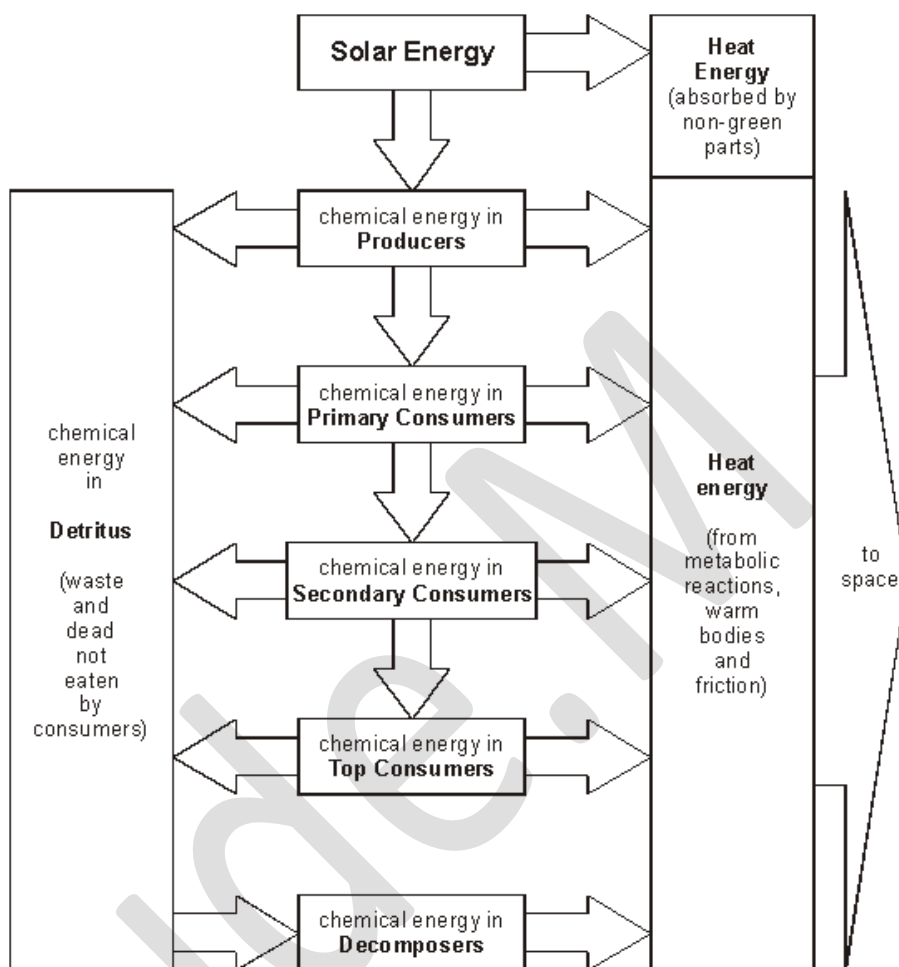 Solar Energy
Heat
Energy
(absorbed by
non-green
parts)
chemical energy in
Producers
chemical energy in
Primary Consumers
chemical
energy
in
Detritus
(waste
and
dead
not
eaten
by
consumers)
chemical energy in
Secondary Consumers
Heat
energy
(from
metabolic
reactions,
warm
bodies
and
friction)
to
space
chemical energy in
Top Consumers
chemical energy in
Decomposers
de.M